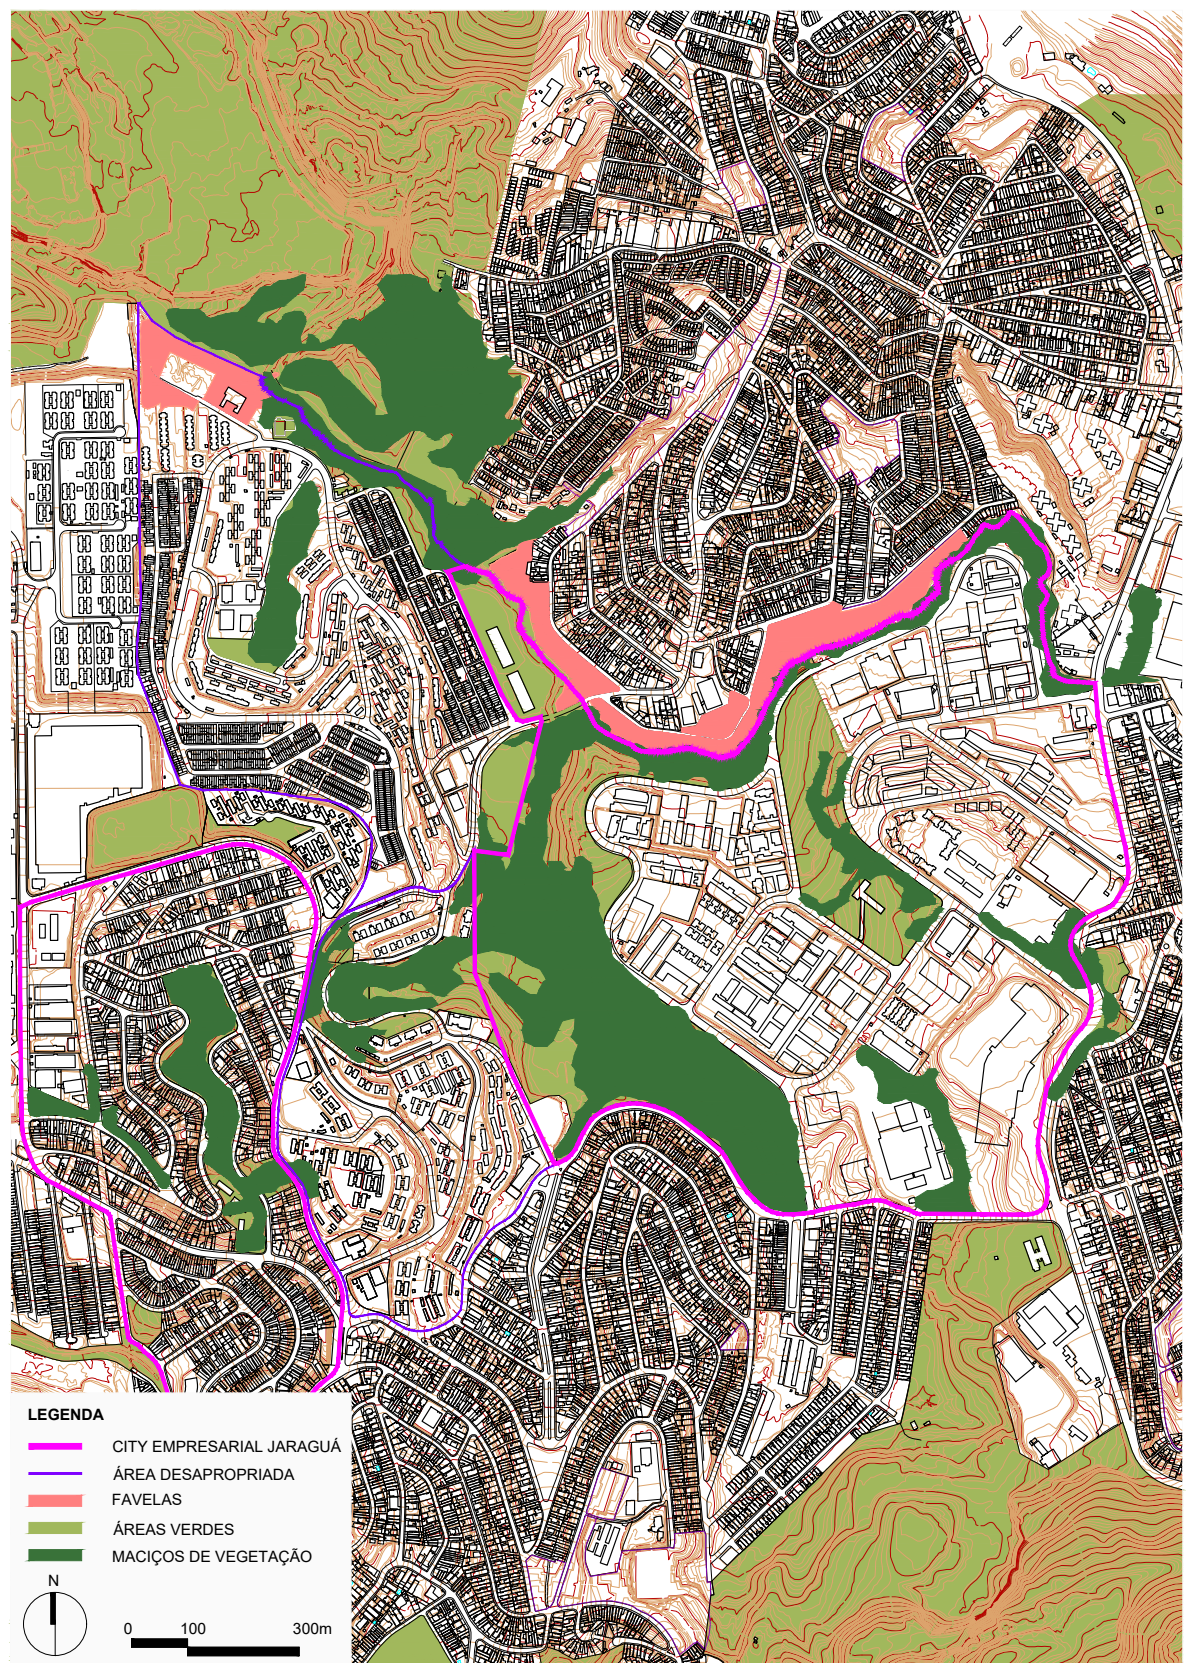 LEGENDA
CITY EMPRESARIAL JARAGUÁ
ÁREA DESAPROPRIADA
FAVELAS
ÁREAS VERDES
MACIÇOS DE VEGETAÇÃO
N
0 100 300m